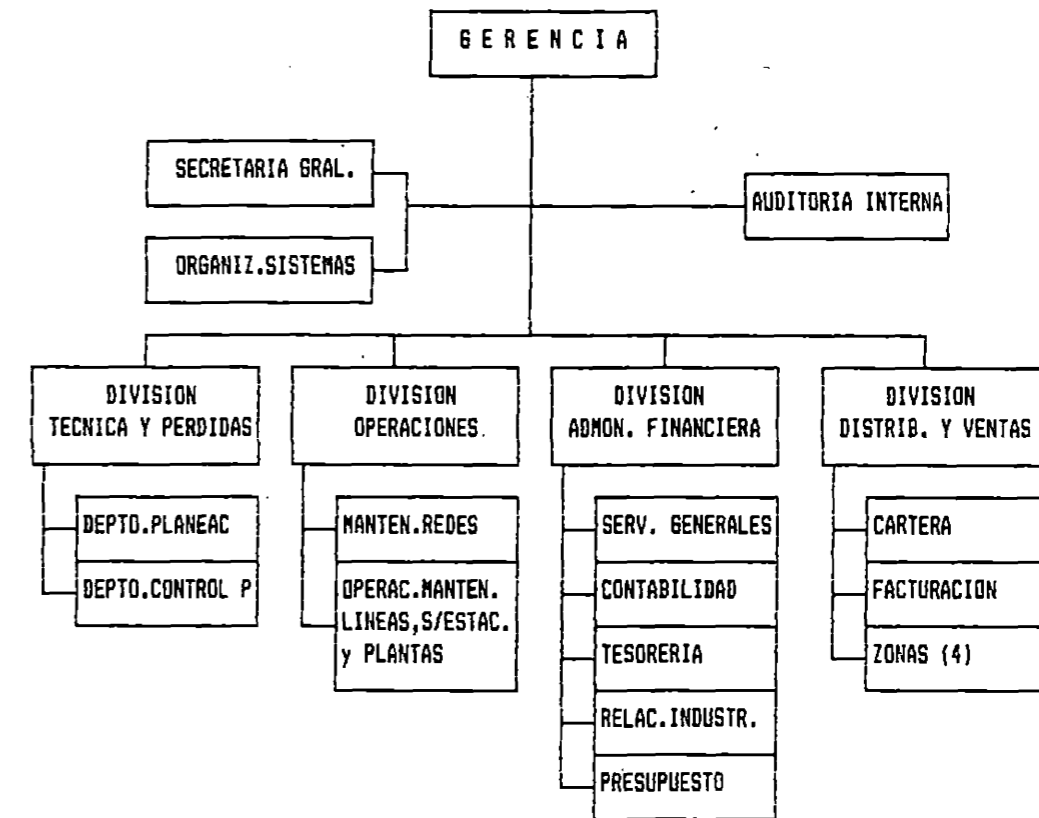 GERENCIA
SECRETARIA GRAL.
AUDITORIA INTERNA
ORGANIZ.SISTEMAS
DIVISION
TECNICA Y PERDIDAS
DIVISION
OPERACIONES.
DIVISION
ADMON. FINANCIERA
DIVISION
DISTRIB. Y VENTAS
DEPTO.PLANEAC
DEPTO.CONTROL P
MANTEN.REDES
OPERAC.MANTEN.
LINEAS,S/ESTAC.
y PLANTAS
SERV. GENERALES
CONTABILIDAD
TESORERIA
RELAC.INDUSTR.
PRESUPUESTO
CARTERA
FACTURACION
ZONAS (4)